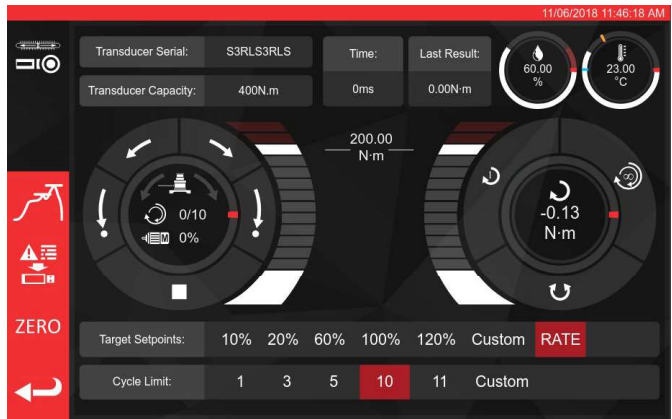 11/06/2018 11:46:18 AM
Transducer Serial: S3RLS3RLS
Time: Last Result:
60.00
%
23.00
°C
Transducer Capacity: 400N.m
0ms 0.00N·m
200.00
N·m
0/10
M 0%
1
∞
-0.13
N·m
ZERO
Target Setpoints: 10% 20% 60% 100% 120% Custom RATE
Cycle Limit: 1 3 5 10 11 Custom